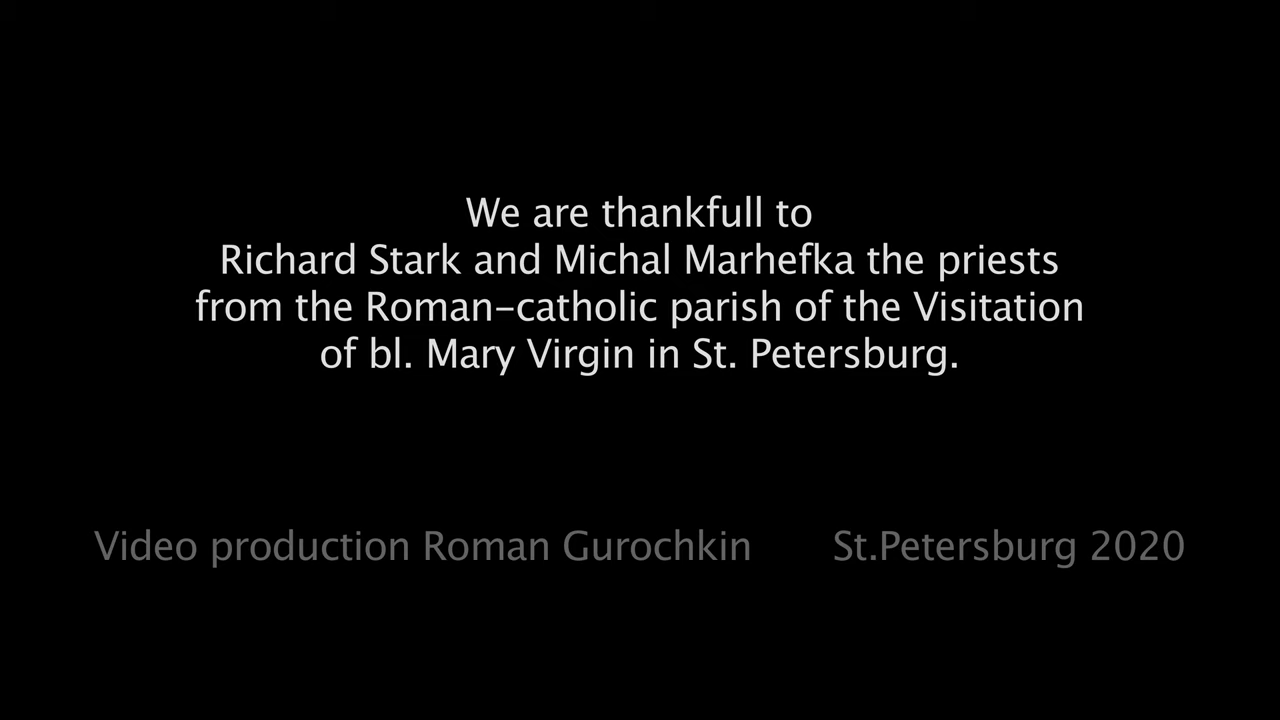 We are thankfull to
Richard Stark and Michal Marhefka the priests
from the Roman-catholic parish of the Visitation
of bl. Mary Virgin in St. Petersburg.
Video production Roman Gurochkin St.Petersburg 2020